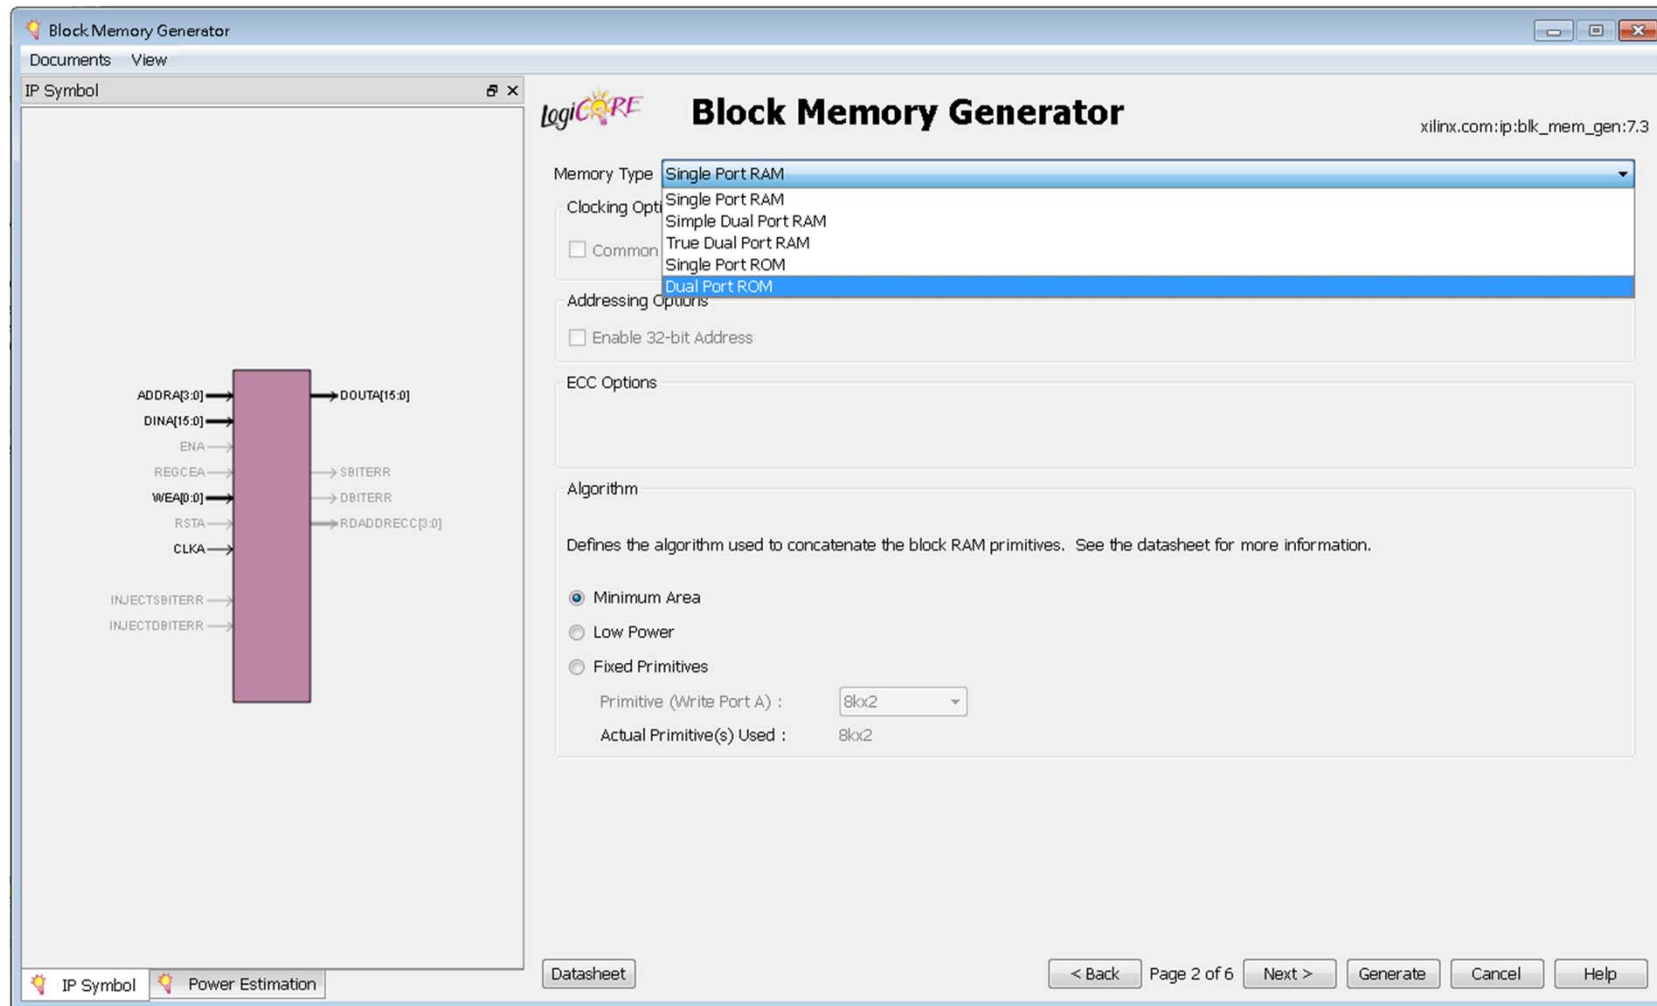 Block Memory Generator
Documents View
IP Symbol
LogiCORE
Block Memory Generator
xilinx.com:ip:blk_mem_gen:7.3
Memory Type Single Port RAM
Single Port RAM
Simple Dual Port RAM
True Dual Port RAM
Single Port ROM
Dual Port ROM
Clocking Opti
Common
Addressing Options
Enable 32-bit Address
ECC Options
Algorithm
Defines the algorithm used to concatenate the block RAM primitives. See the datasheet for more information.
Minimum Area
Low Power
Fixed Primitives
Primitive (Write Port A) : 8kx2
Actual Primitive(s) Used : 8kx2
ADDRA[3:0] DOUTA[15:0]
DINA[15:0]
ENA
REGCEA SBITERR
WEA[0:0] DBITERR
RSTA RDADDRECC[3:0]
CLKA
INJECTSBITERR
INJECTDBITERR
IP Symbol Power Estimation
Datasheet < Back Page 2 of 6 Next > Generate Cancel Help